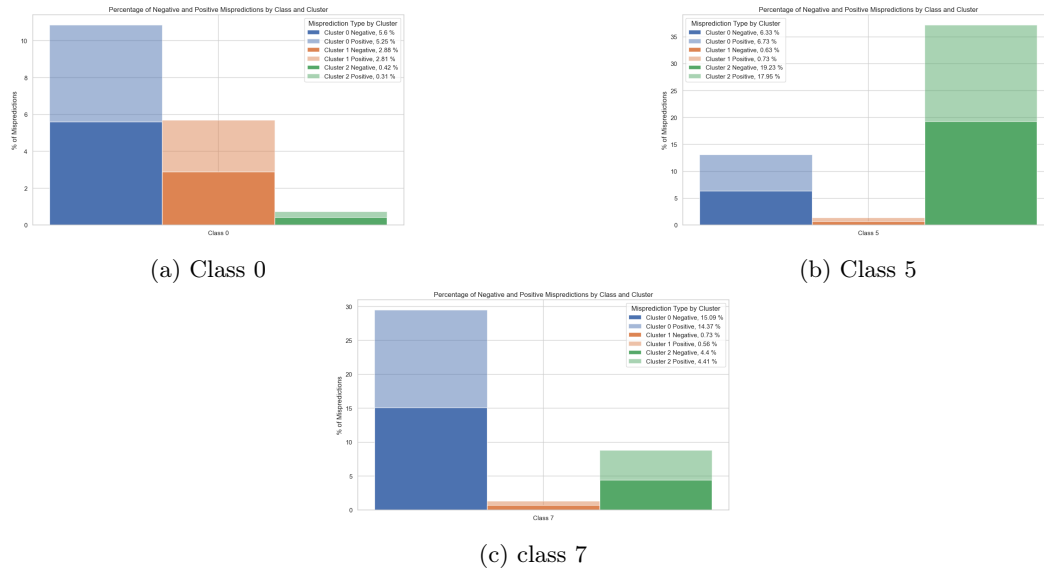 Percentage of Negative and Positive Mispredictions by Class and Cluster
% of Mispredictions
10
8
6
4
2
0
Misprediction Type by Cluster
Cluster 0 Negative, 5.6 %
Cluster 0 Positive, 5.25 %
Cluster 1 Negative, 2.88 %
Cluster 1 Positive, 2.81 %
Cluster 2 Negative, 0.42 %
Cluster 2 Positive, 0.31 %
Class 0
(a) Class 0
Percentage of Negative and Positive Mispredictions by Class and Cluster
% of Mispredictions
35
30
25
20
15
10
5
0
Misprediction Type by Cluster
Cluster 0 Negative, 6.33 %
Cluster 0 Positive, 6.73 %
Cluster 1 Negative, 0.63 %
Cluster 1 Positive, 0.73 %
Cluster 2 Negative, 19.23 %
Cluster 2 Positive, 17.95 %
Class 5
(b) Class 5
Percentage of Negative and Positive Mispredictions by Class and Cluster
% of Mispredictions
30
25
20
15
10
5
0
Misprediction Type by Cluster
Cluster 0 Negative, 15.09 %
Cluster 0 Positive, 14.37 %
Cluster 1 Negative, 0.73 %
Cluster 1 Positive, 0.56 %
Cluster 2 Negative, 4.4 %
Cluster 2 Positive, 4.41 %
Class 7
(c) class 7